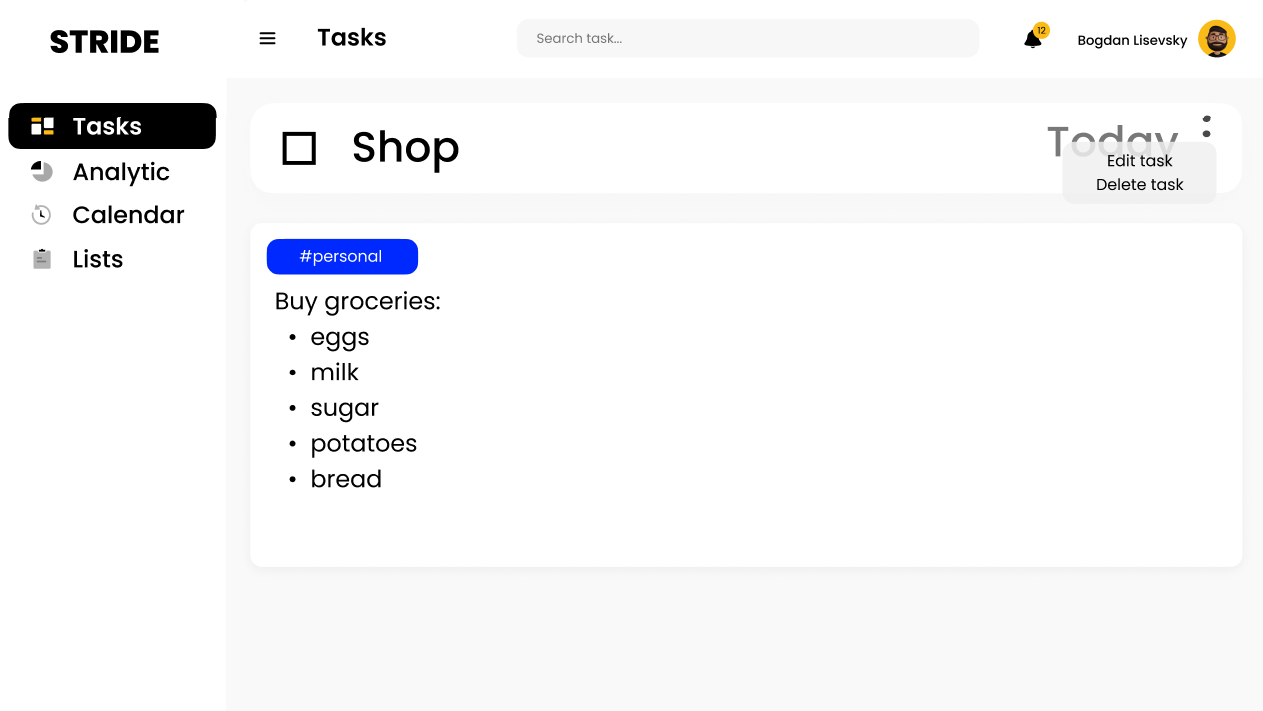 STRIDE
Tasks
Search task...
12
Bogdan Lisevsky
Tasks
Analytic
Calendar
Lists
Shop
Today
Edit task
Delete task
#personal
Buy groceries:
• eggs
• milk
• sugar
• potatoes
• bread